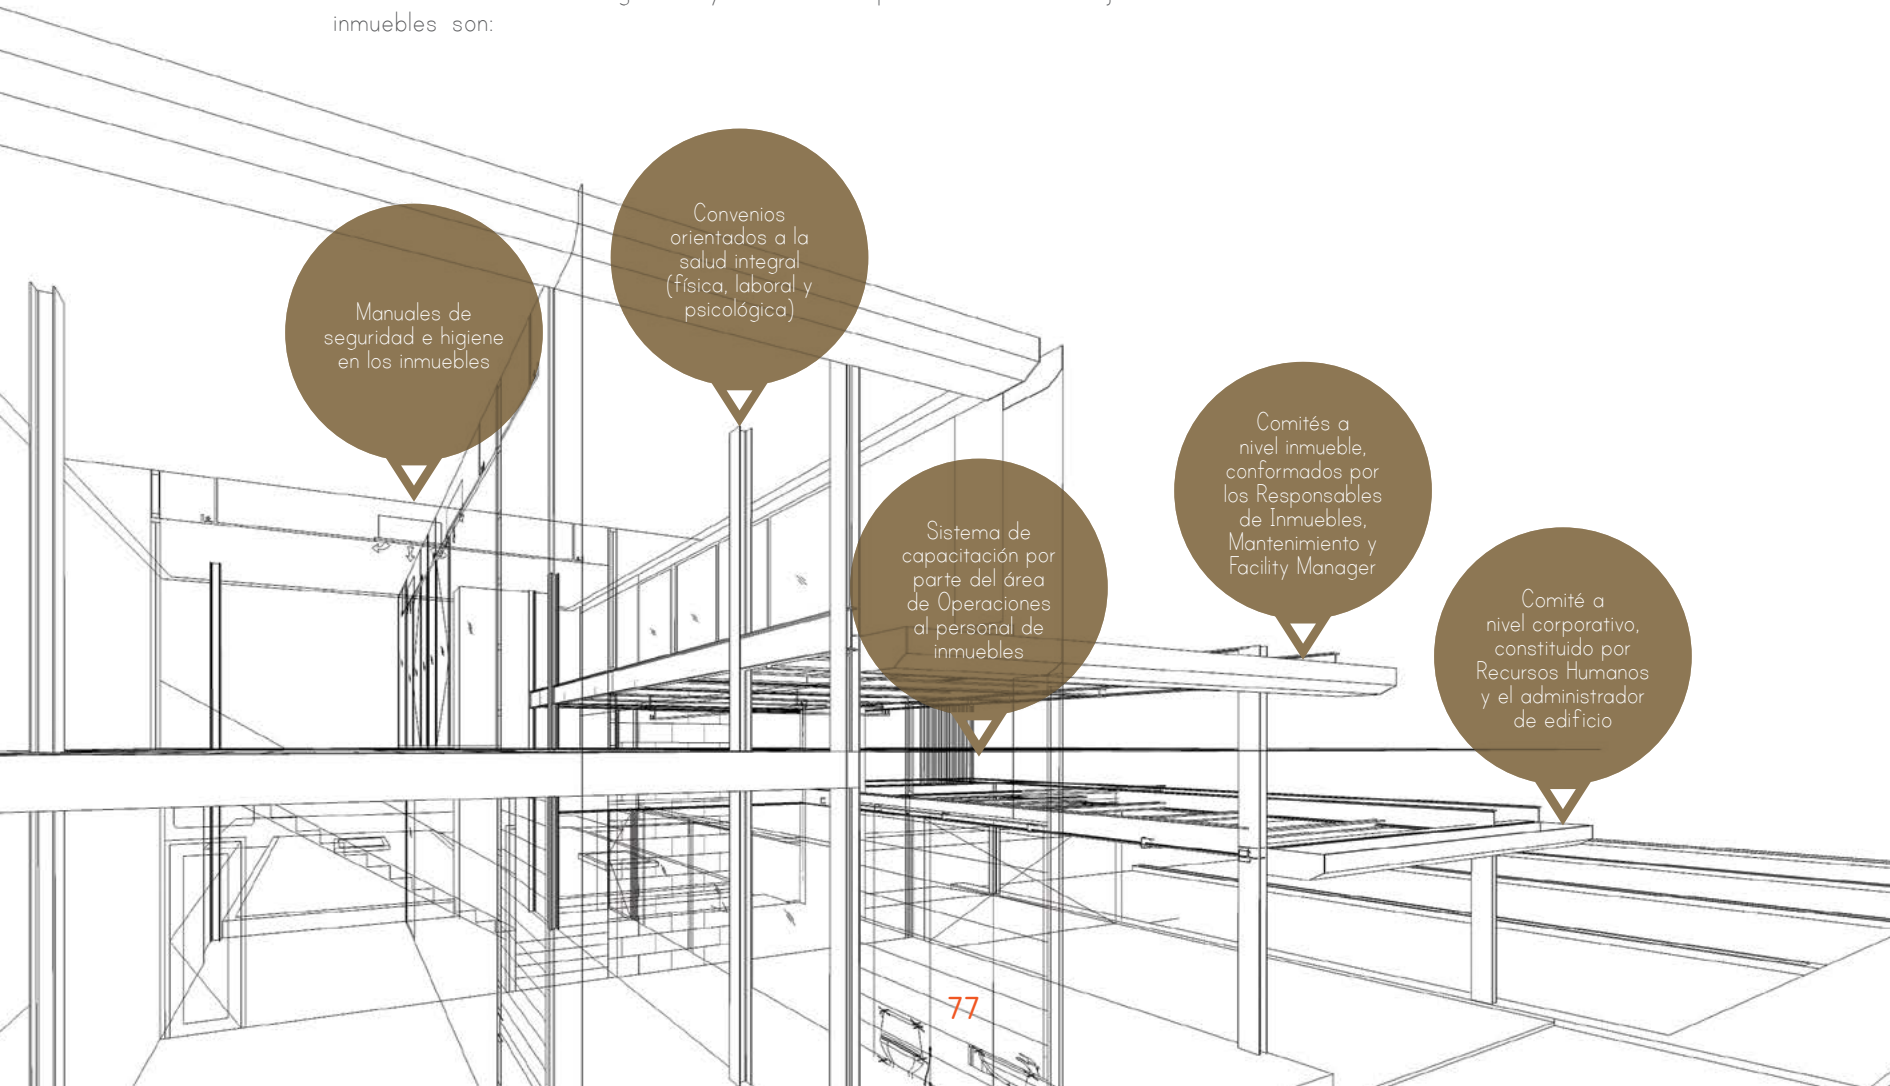 inmuebles son:
Manuales de
seguridad e higiene
en los inmuebles
Convenios
orientados a la
salud integral
(física, laboral y
psicológica)
Sistema de
capacitación por
parte del área
de Operaciones
al personal de
inmuebles
Comités a
nivel inmueble,
conformados por
los Responsables
de Inmuebles,
Mantenimiento y
Facility Manager
Comité a
nivel corporativo,
constituido por
Recursos Humanos
y el administrador
de edificio
77